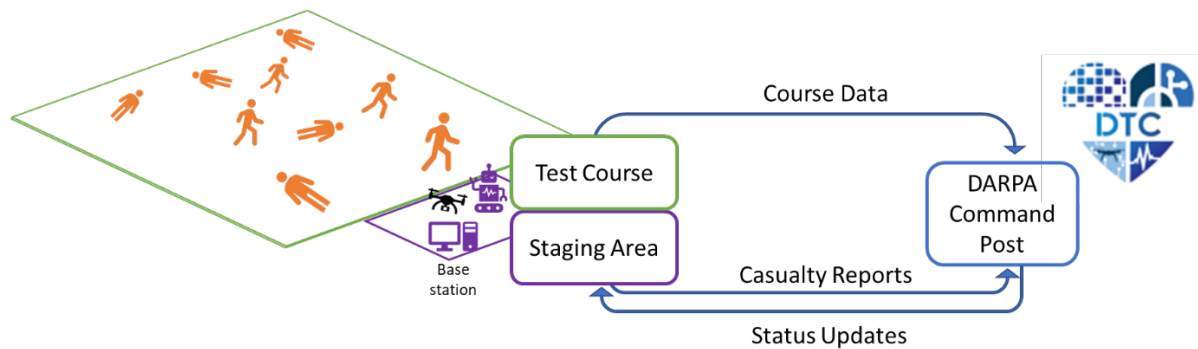 Course Data
DTC
Test Course
DARPA
Command
Post
Staging Area
Base
station
Casualty Reports
Status Updates